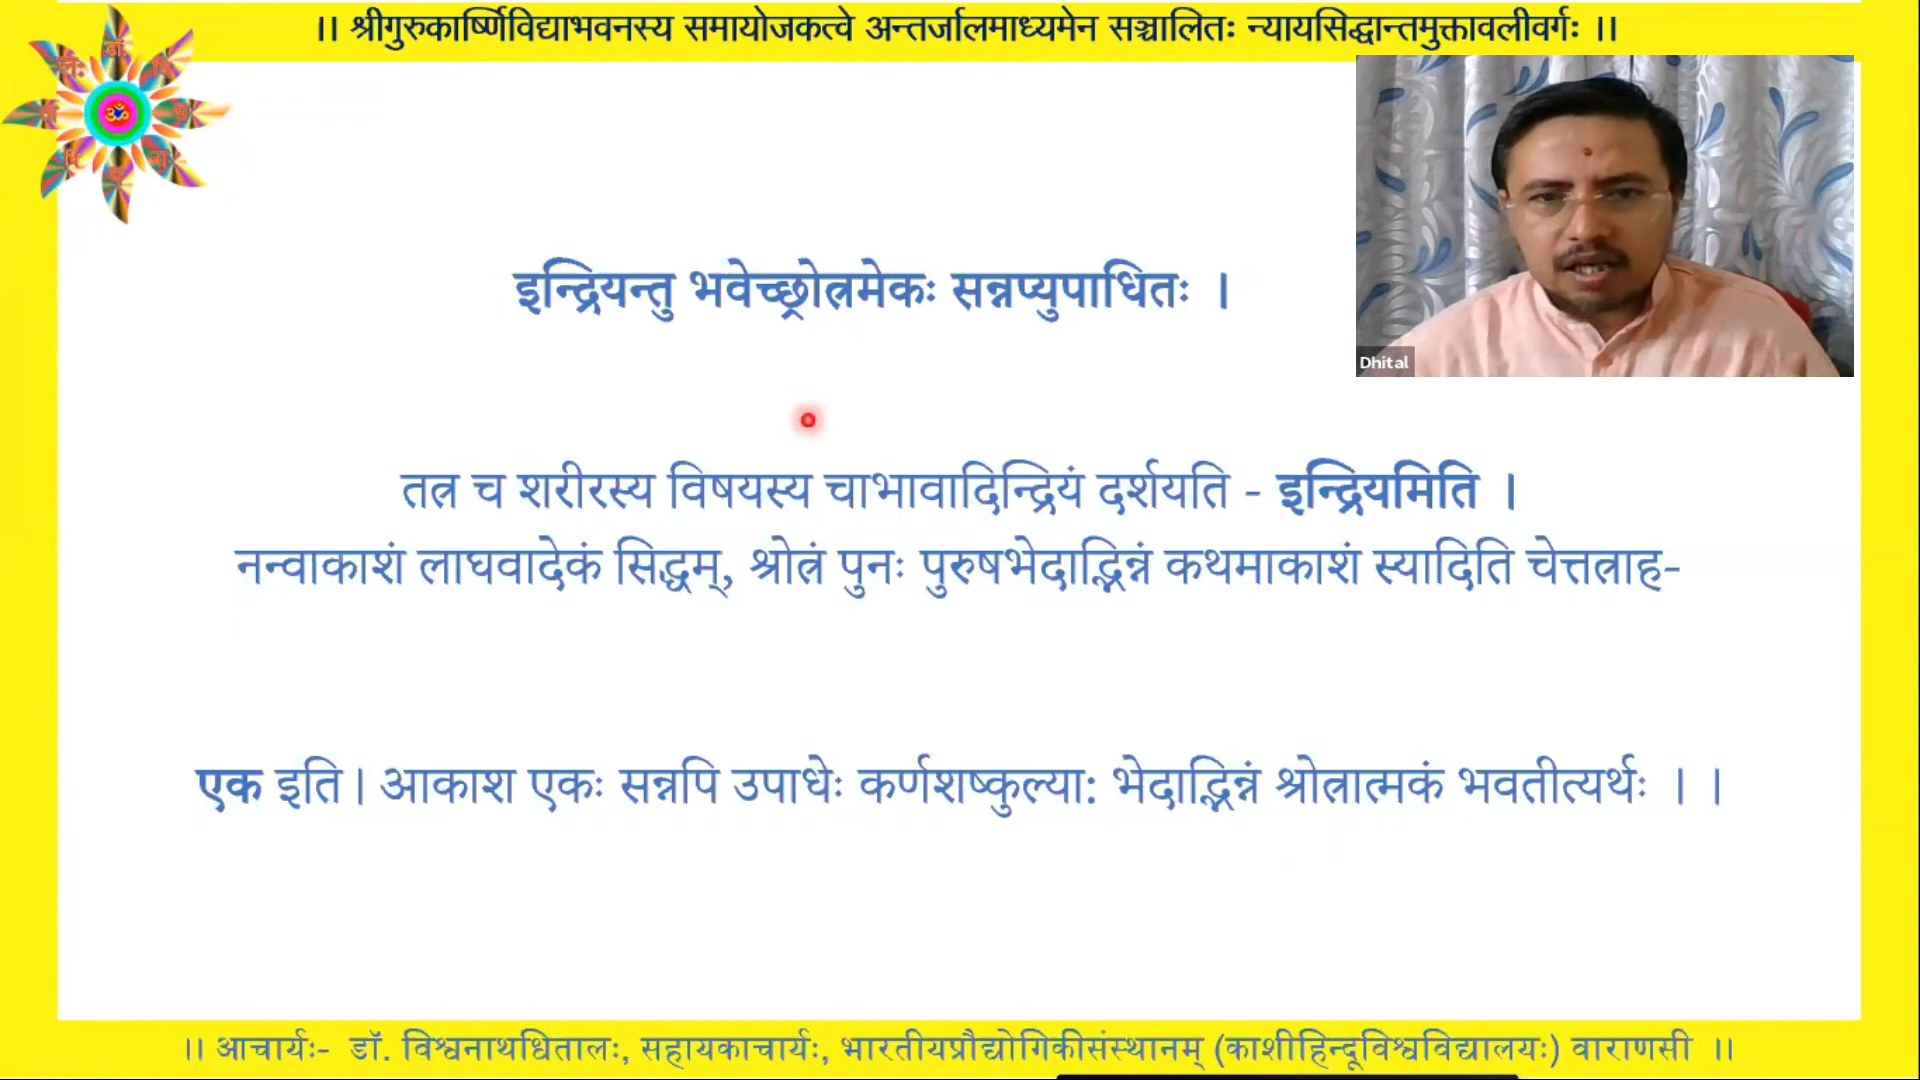 ।। श्रीगुरुकार्ष्णिविद्याभवनस्य समायोजकत्वे अन्तर्जालमाध्यमेन सञ्चालितः न्यायसिद्धान्तमुक्तावलीवर्गः ।।
ॐ
Dhital
इन्द्रियन्तु भवेच्छ्रोत्रमेकः सन्नप्युपाधितः ।
तत्र च शरीरस्य विषयस्य चाभावादिन्द्रियं दर्शयति - इन्द्रियमिति ।
नन्वाकाशं लाघवादेकं सिद्धम्, श्रोत्रं पुनः पुरुषभेदाद्भिन्नं कथमाकाशं स्यादिति चेत्तत्राह-
एक इति। आकाश एकः सन्नपि उपाधेः कर्णशष्कुल्या: भेदाद्भिन्नं श्रोत्रात्मकं भवतीत्यर्थः ।।
।। आचार्यः- डॉ. विश्वनाथधितालः, सहायकाचार्यः, भारतीयप्रौद्योगिकीसंस्थानम् (काशीहिन्दूविश्वविद्यालयः) वाराणसी ।।